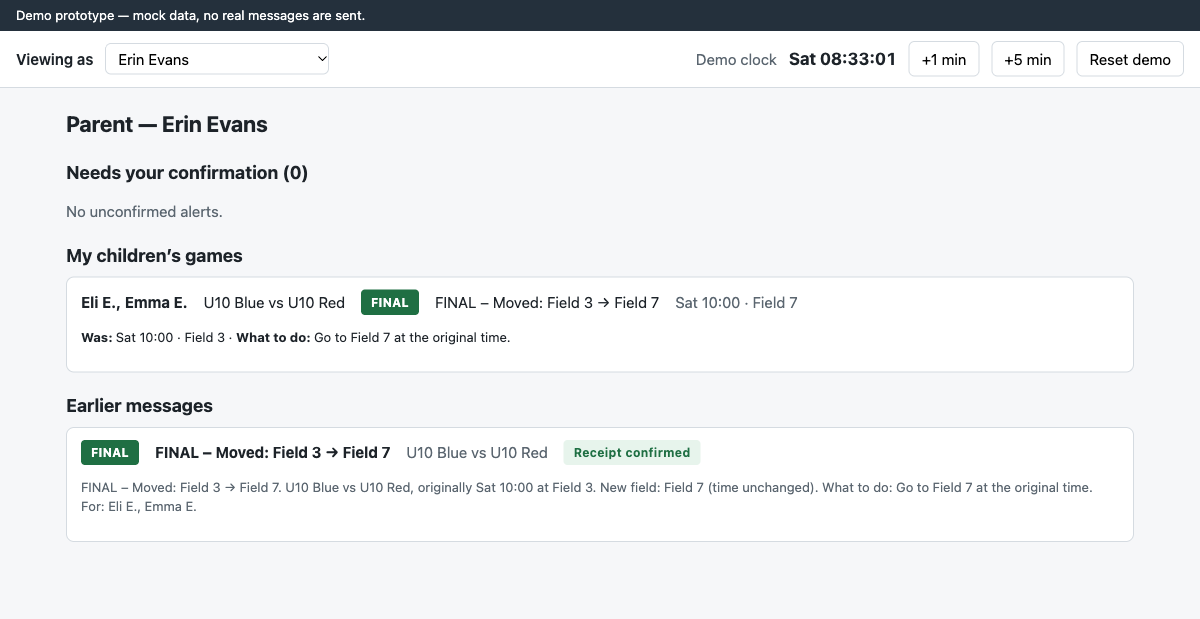 Demo prototype — mock data, no real messages are sent.
Viewing as Erin Evans Demo clock Sat 08:33:01 +1 min +5 min Reset demo
Parent — Erin Evans
Needs your confirmation (0)
No unconfirmed alerts.
My children’s games
Eli E., Emma E. U10 Blue vs U10 Red FINAL FINAL – Moved: Field 3 → Field 7 Sat 10:00 · Field 7
Was: Sat 10:00 · Field 3 · What to do: Go to Field 7 at the original time.
Earlier messages
FINAL FINAL – Moved: Field 3 → Field 7 U10 Blue vs U10 Red Receipt confirmed
FINAL – Moved: Field 3 → Field 7. U10 Blue vs U10 Red, originally Sat 10:00 at Field 3. New field: Field 7 (time unchanged). What to do: Go to Field 7 at the original time.
For: Eli E., Emma E.